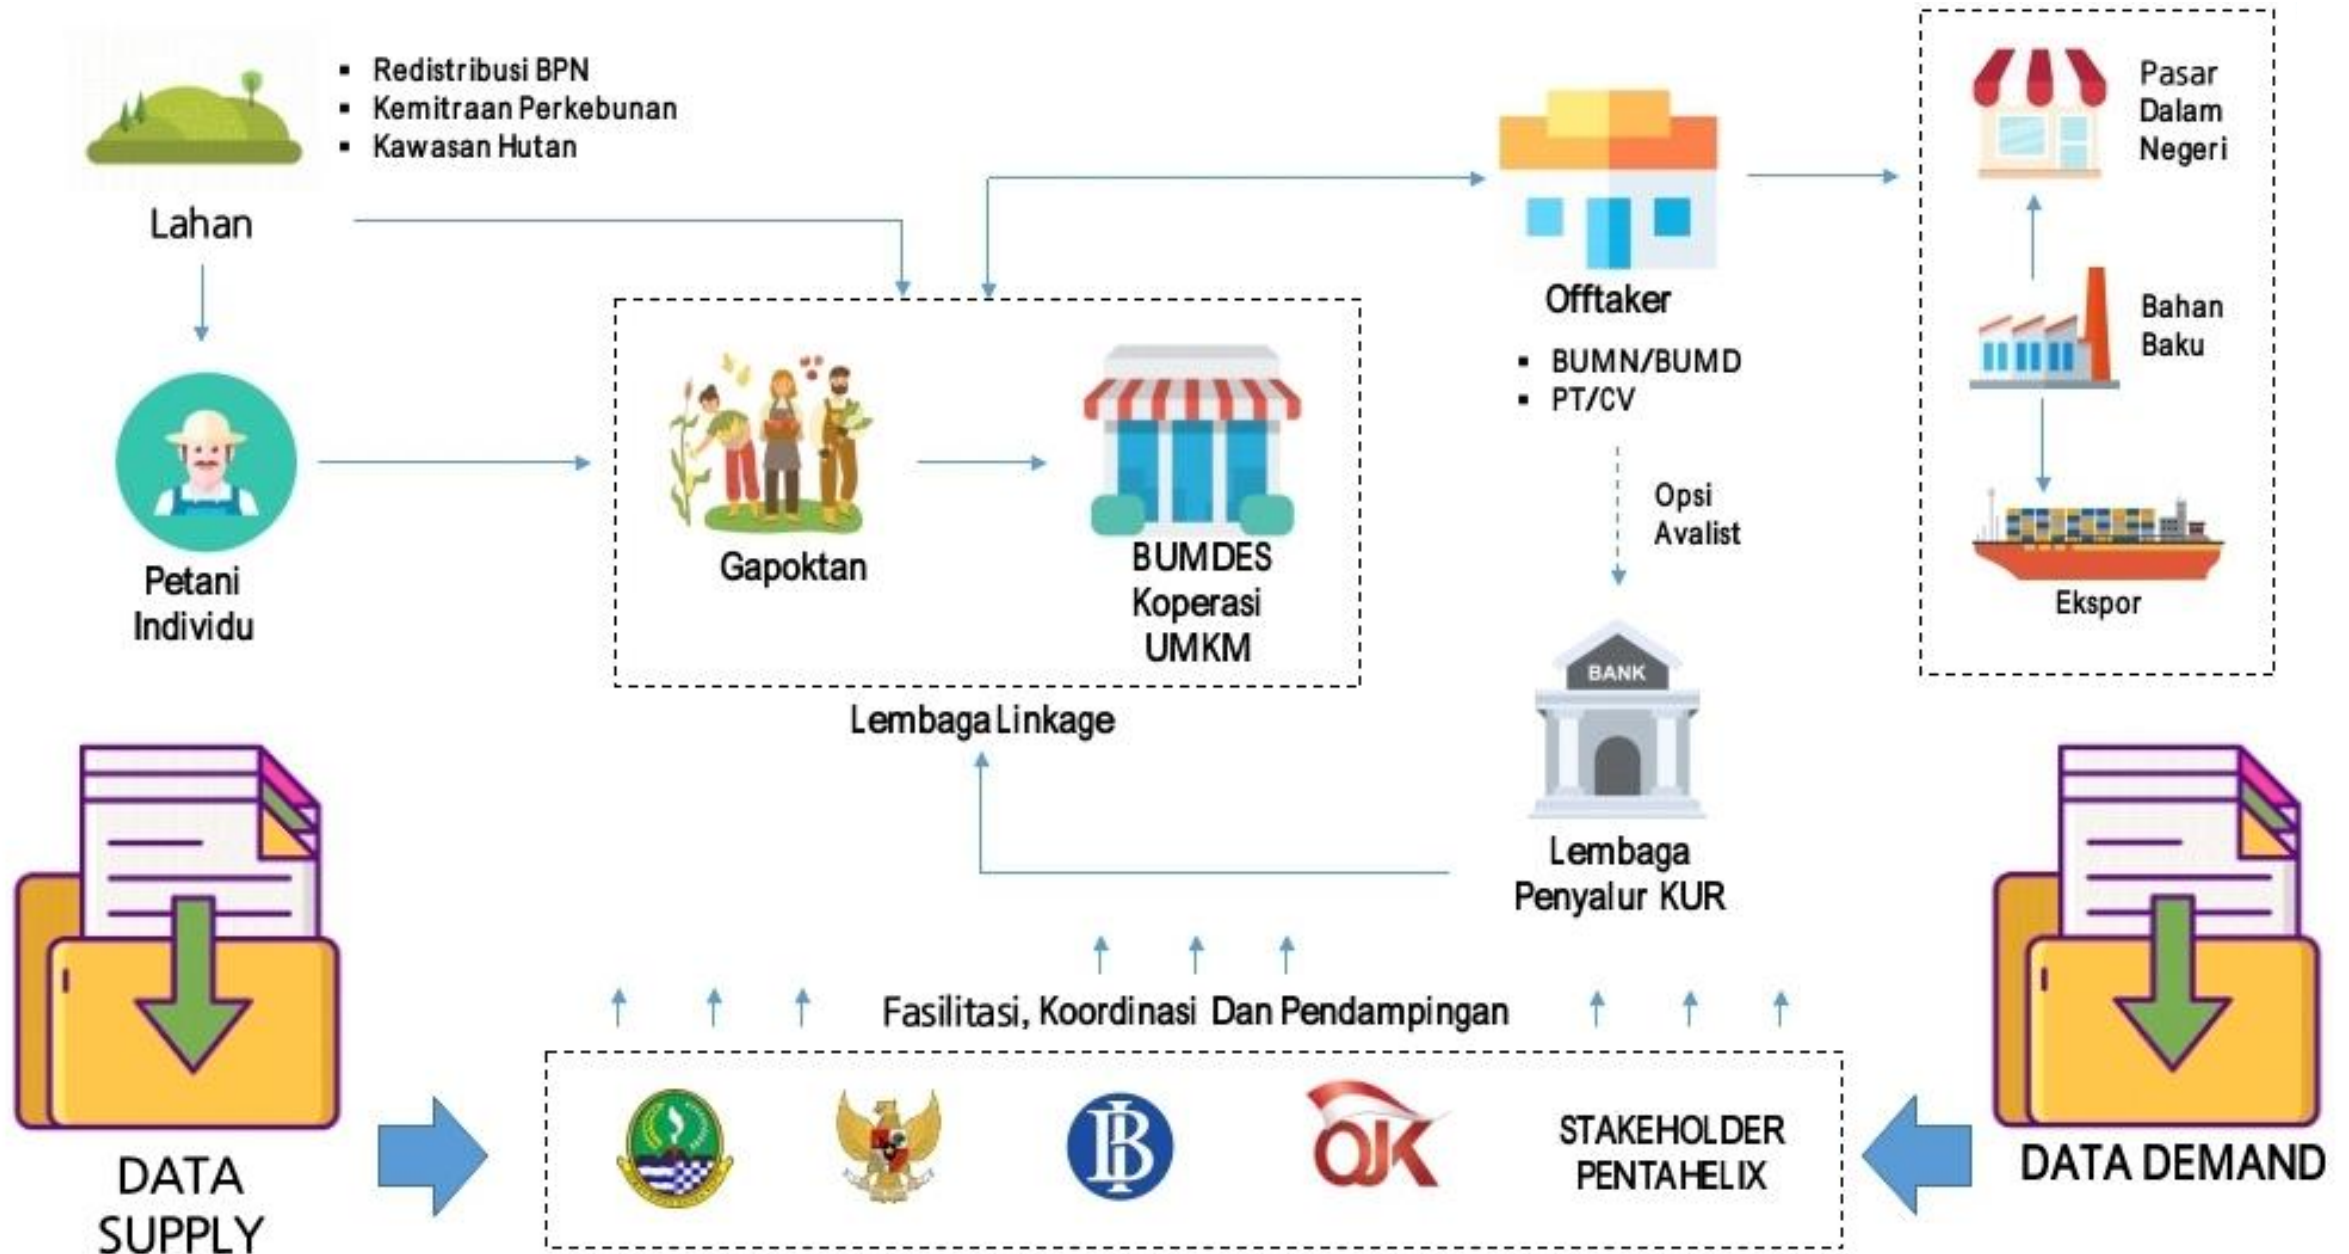 ▪ Redistribusi BPN
▪ Kemitraan Perkebunan
▪ Kawasan Hutan
Lahan
Petani
Individu
Gapoktan
BUMDES
Koperasi
UMKM
Lembaga Linkage
Offtaker
▪ BUMN/BUMD
▪ PT/CV
Opsi
Avalist
BANK
Lembaga
Penyalur KUR
Pasar
Dalam
Negeri
Bahan
Baku
Ekspor
Fasilitasi, Koordinasi Dan Pendampingan
DATA
SUPPLY
BI
OJK
STAKEHOLDER
PENTAHELIX
DATA DEMAND